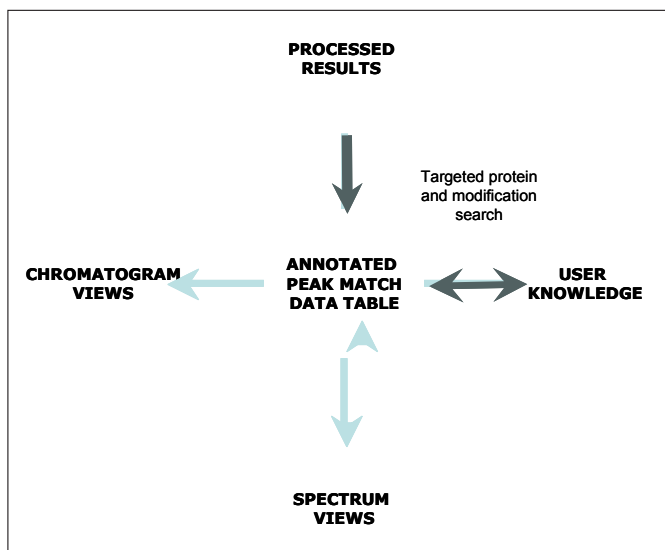 PROCESSED
RESULTS
Targeted protein
and modification
search
CHROMATOGRAM
VIEWS
ANNOTATED
PEAK MATCH
DATA TABLE
USER
KNOWLEDGE
SPECTRUM
VIEWS